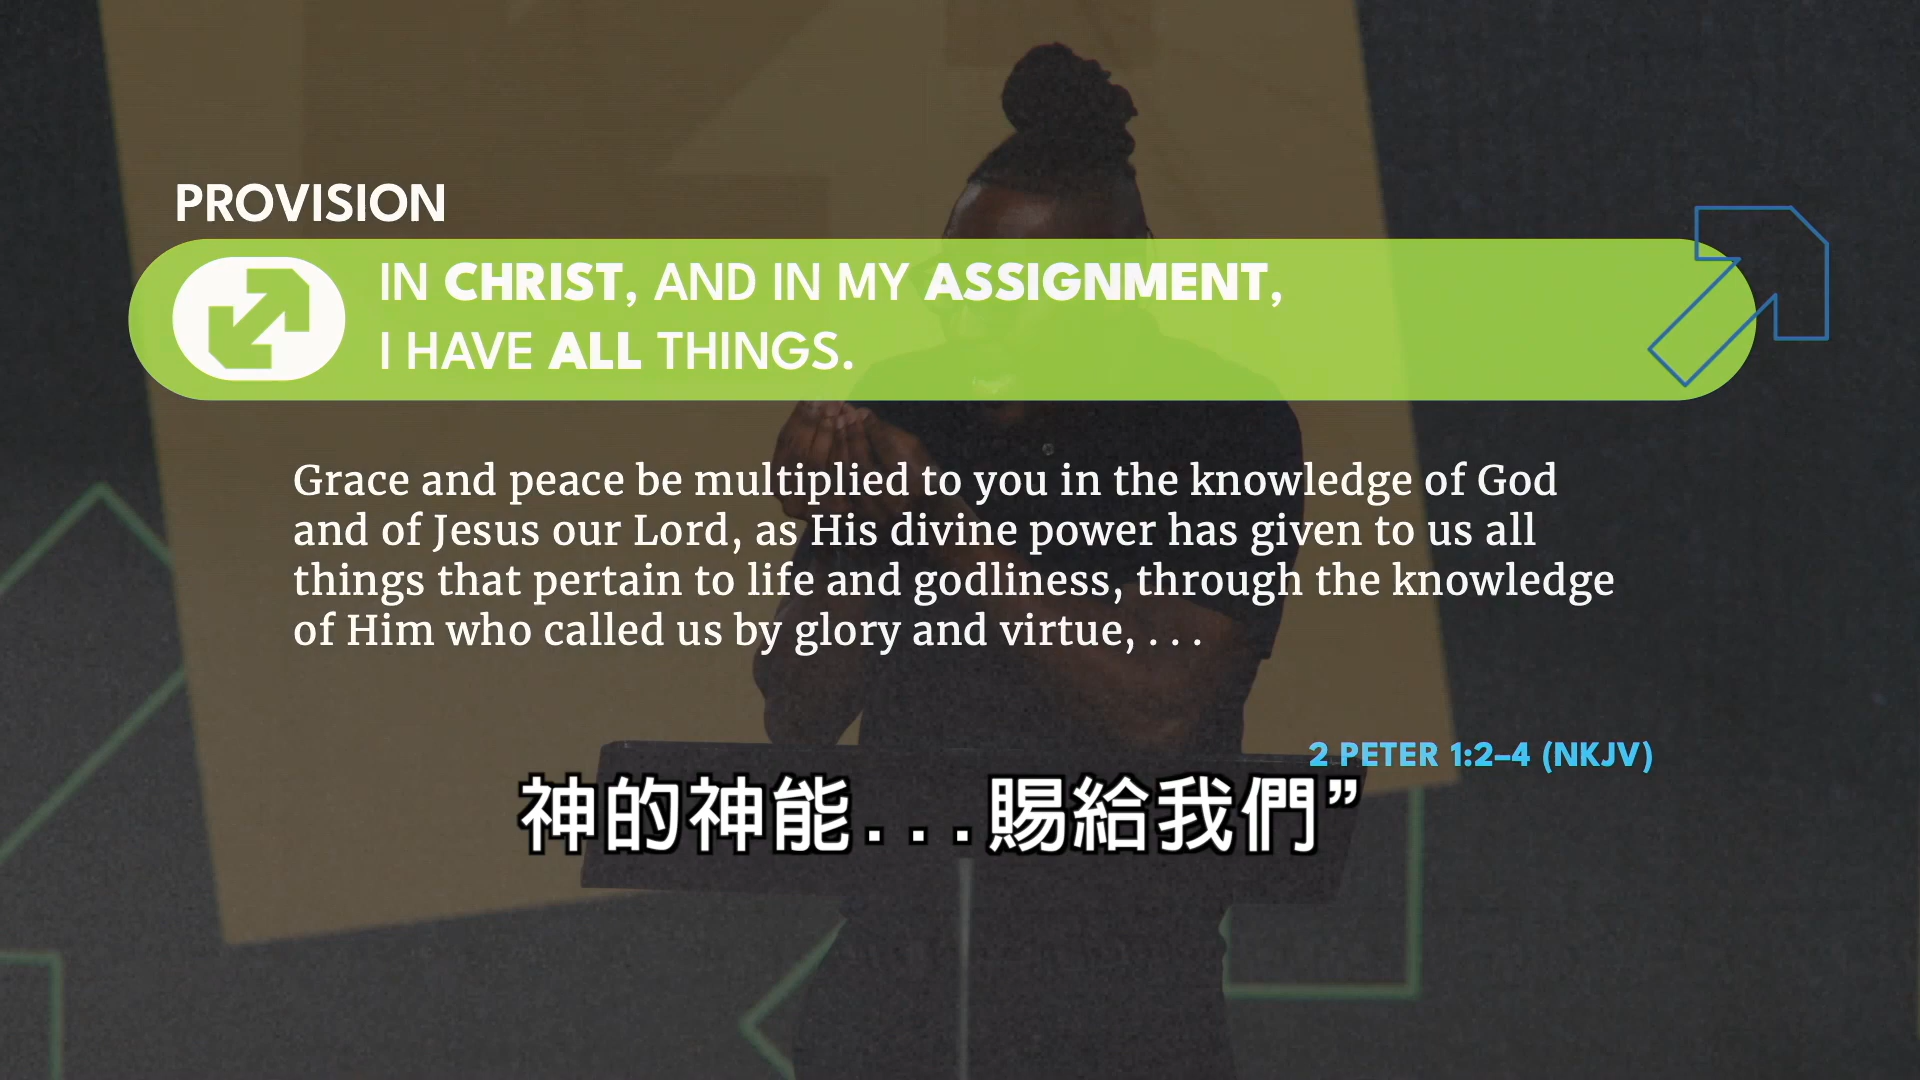 PROVISION
IN CHRIST, AND IN MY ASSIGNMENT,
I HAVE ALL THINGS.
Grace and peace be multiplied to you in the knowledge of God
and of Jesus our Lord, as His divine power has given to us all
things that pertain to life and godliness, through the knowledge
of Him who called us by glory and virtue, . . .
2 PETER 1:2–4 (NKJV)
神的神能...賜給我們”